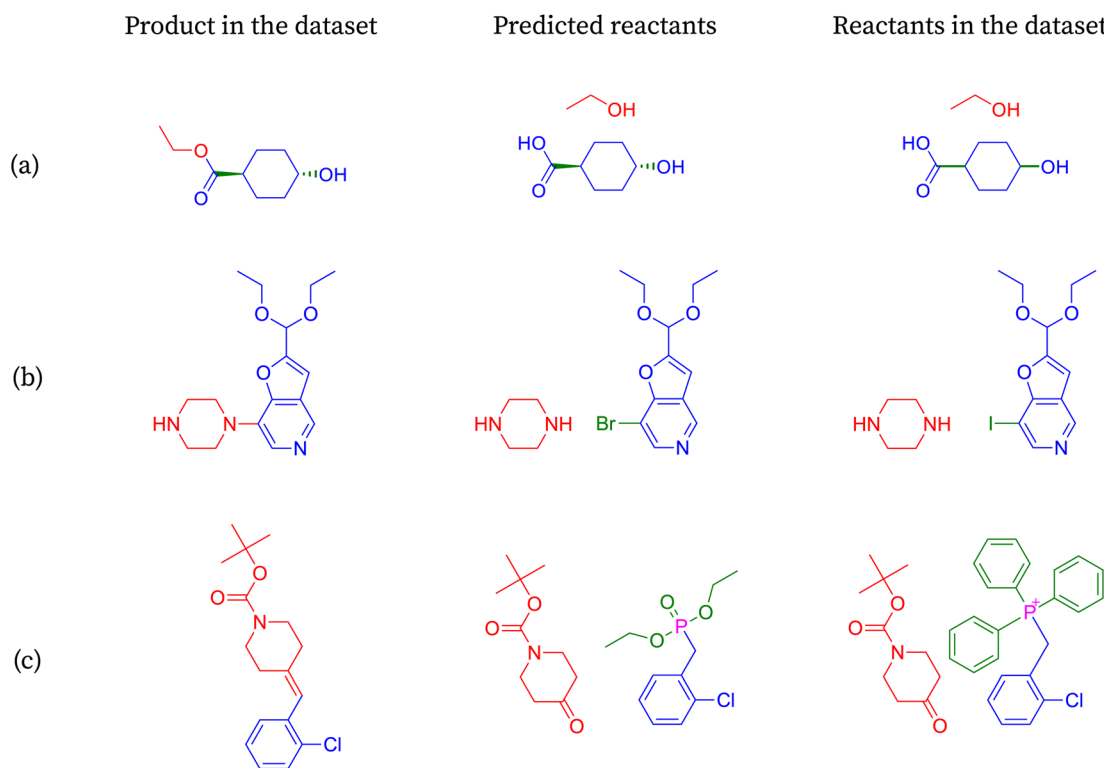 Product in the dataset
Predicted reactants
Reactants in the dataset
(a)
O
O
OH
OH
HO
O
OH
OH
HO
O
OH
(b)
O
O
O
HN
N
N
O
O
O
HN
NH
Br
N
O
O
O
HN
NH
I
N
(c)
O
O
N
Cl
O
O
N
O
O
P
O
O
Cl
O
O
N
O
P+
Cl